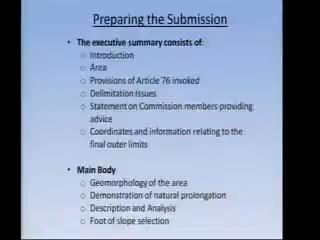 Preparing the Submission
• The executive summary consists of:
o Introduction
o Area
o Provisions of Article 76 invoked
o Delimitation Issues
o Statement on Commission members providing
advice
o Coordinates and information relating to the
final outer limits
• Main Body
o Geomorphology of the area
o Demonstration of natural prolongation
o Description and Analysis
o Foot of slope selection